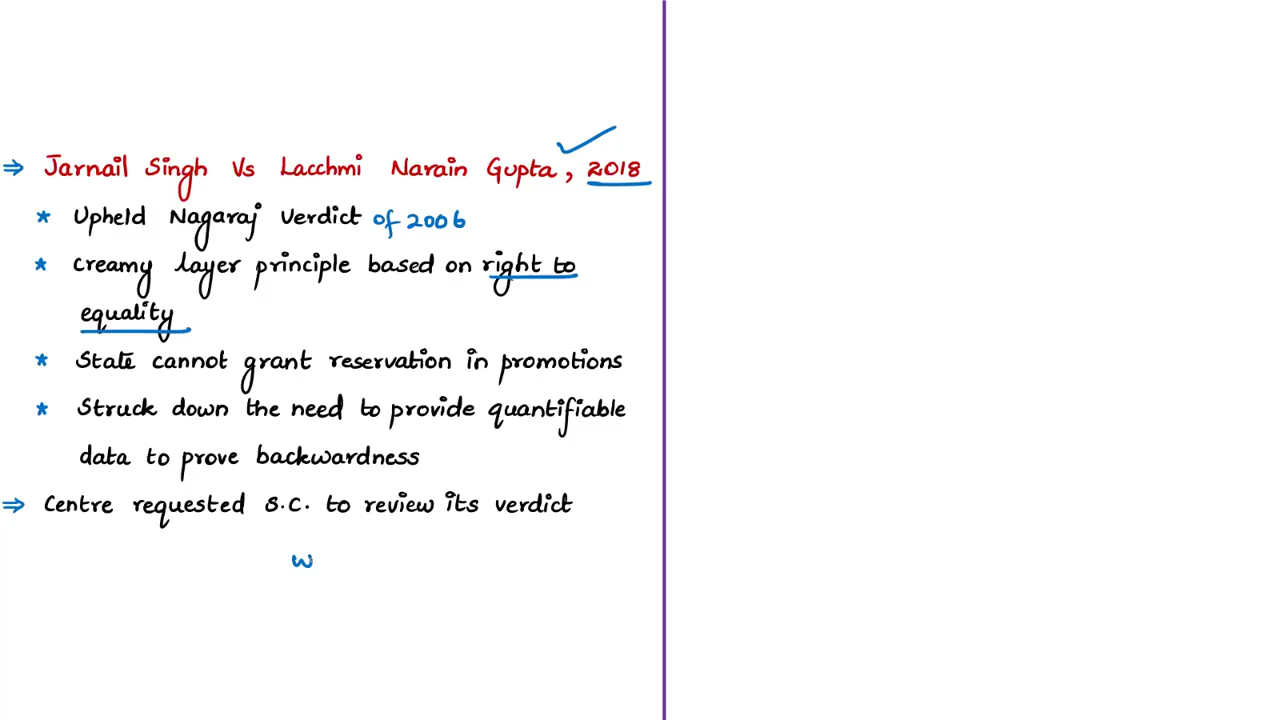 ⇒ Jarnail Singh Vs Lacchmi Narain Gupta, 2018
* Upheld Nagaraj Verdict of 2006
* Creamy layer principle based on right to
equality
* State cannot grant reservation in promotions
* Struck down the need to provide quantifiable
data to prove backwardness
⇒ Centre requested S.C. to review its verdict
w